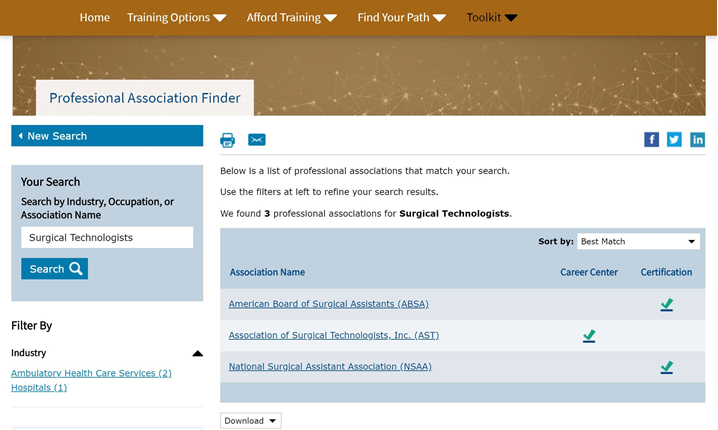 Home Training Options Afford Training Find Your Path Toolkit
Professional Association Finder
New Search
Your Search
Search by Industry, Occupation, or
Association Name
Surgical Technologists
Search
Filter By
Industry
Ambulatory Health Care Services (2)
Hospitals (1)
Below is a list of professional associations that match your search.
Use the filters at left to refine your search results.
We found 3 professional associations for Surgical Technologists.
Sort by: Best Match
Association Name Career Center Certification
American Board of Surgical Assistants (ABSA)
Association of Surgical Technologists, Inc. (AST)
National Surgical Assistant Association (NSAA)
Download